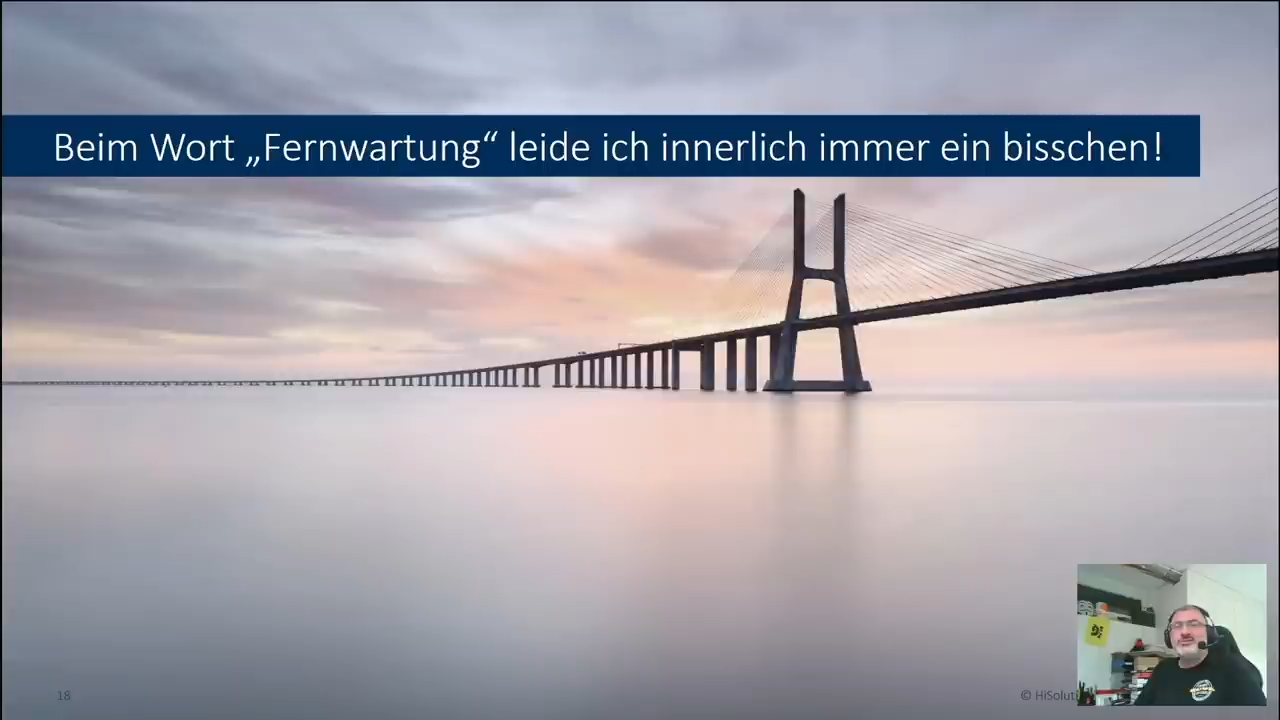 Beim Wort „Fernwartung“ leide ich innerlich immer ein bisschen!
18
©